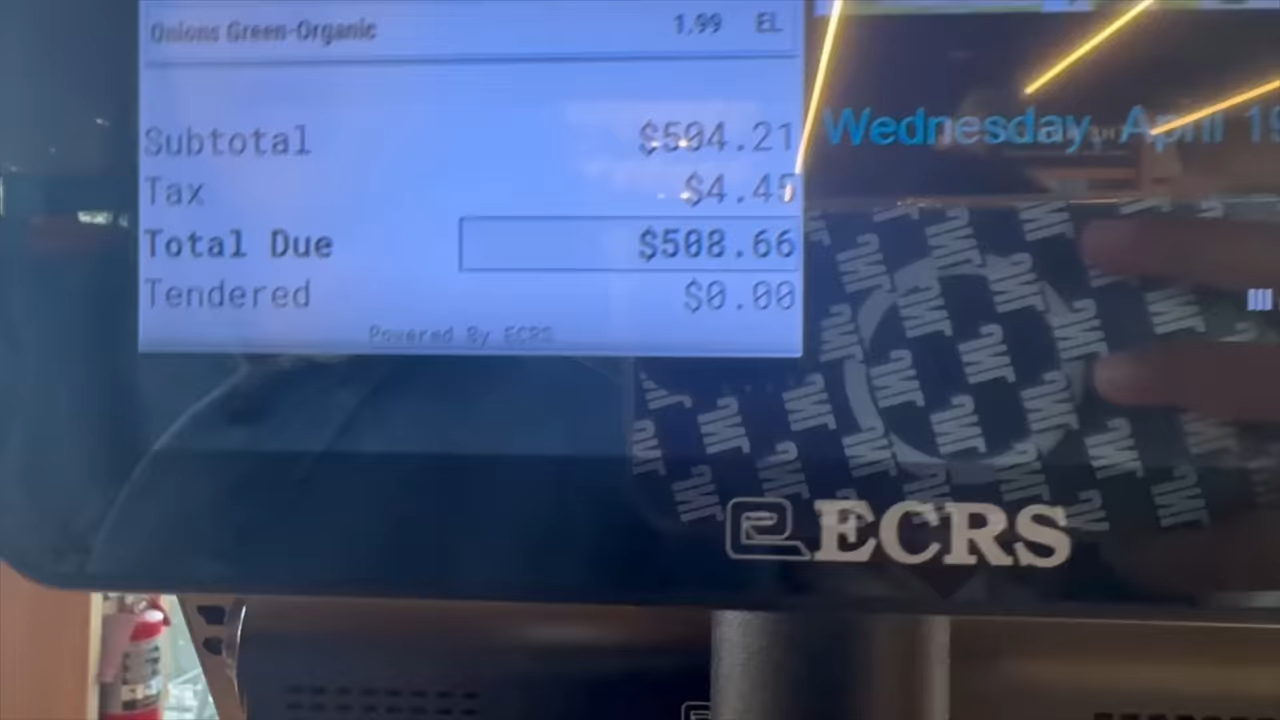 Onions Green-Organic 1.99 EL
Subtotal $504.21
Tax $4.45
Total Due $508.66
Tendered $0.00
Powered By ECRS
Wednesday, April 19
ECRS